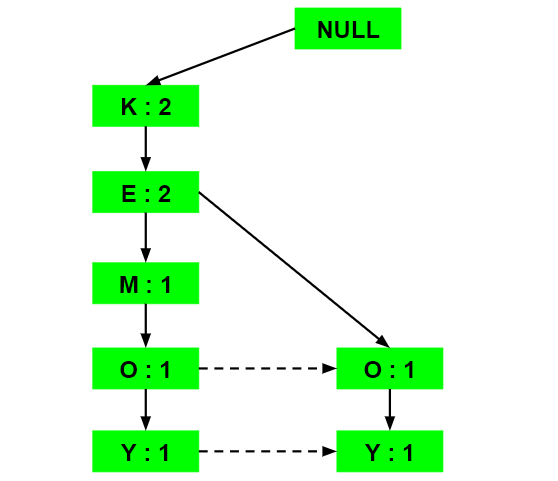 NULL
K : 2
E : 2
M : 1
O : 1
O : 1
Y : 1
Y : 1